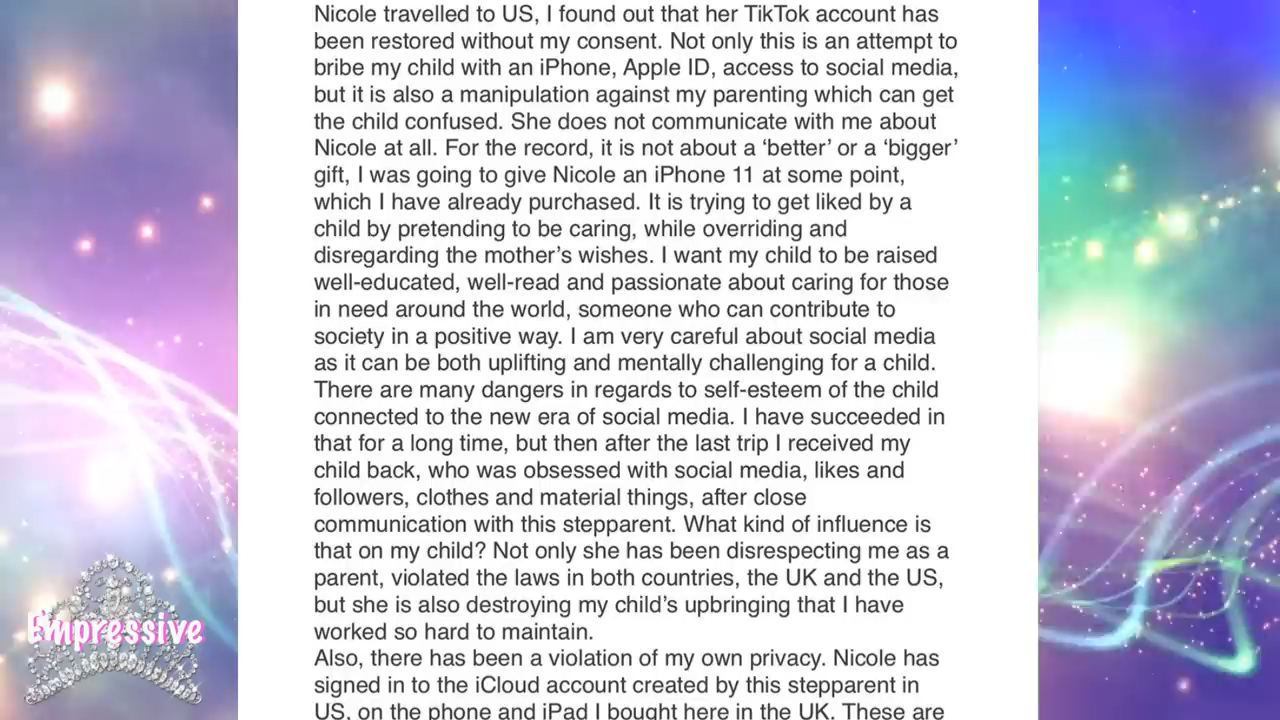 Nicole travelled to US, I found out that her TikTok account has
been restored without my consent. Not only this is an attempt to
bribe my child with an iPhone, Apple ID, access to social media,
but it is also a manipulation against my parenting which can get
the child confused. She does not communicate with me about
Nicole at all. For the record, it is not about a ‘better’ or a ‘bigger’
gift, I was going to give Nicole an iPhone 11 at some point,
which I have already purchased. It is trying to get liked by a
child by pretending to be caring, while overriding and
disregarding the mother’s wishes. I want my child to be raised
well-educated, well-read and passionate about caring for those
in need around the world, someone who can contribute to
society in a positive way. I am very careful about social media
as it can be both uplifting and mentally challenging for a child.
There are many dangers in regards to self-esteem of the child
connected to the new era of social media. I have succeeded in
that for a long time, but then after the last trip I received my
child back, who was obsessed with social media, likes and
followers, clothes and material things, after close
communication with this stepparent. What kind of influence is
that on my child? Not only she has been disrespecting me as a
parent, violated the laws in both countries, the UK and the US,
but she is also destroying my child’s upbringing that I have
worked so hard to maintain.
Also, there has been a violation of my own privacy. Nicole has
signed in to the iCloud account created by this stepparent in
US, on the phone and iPad I bought here in the UK. These are
Empressive